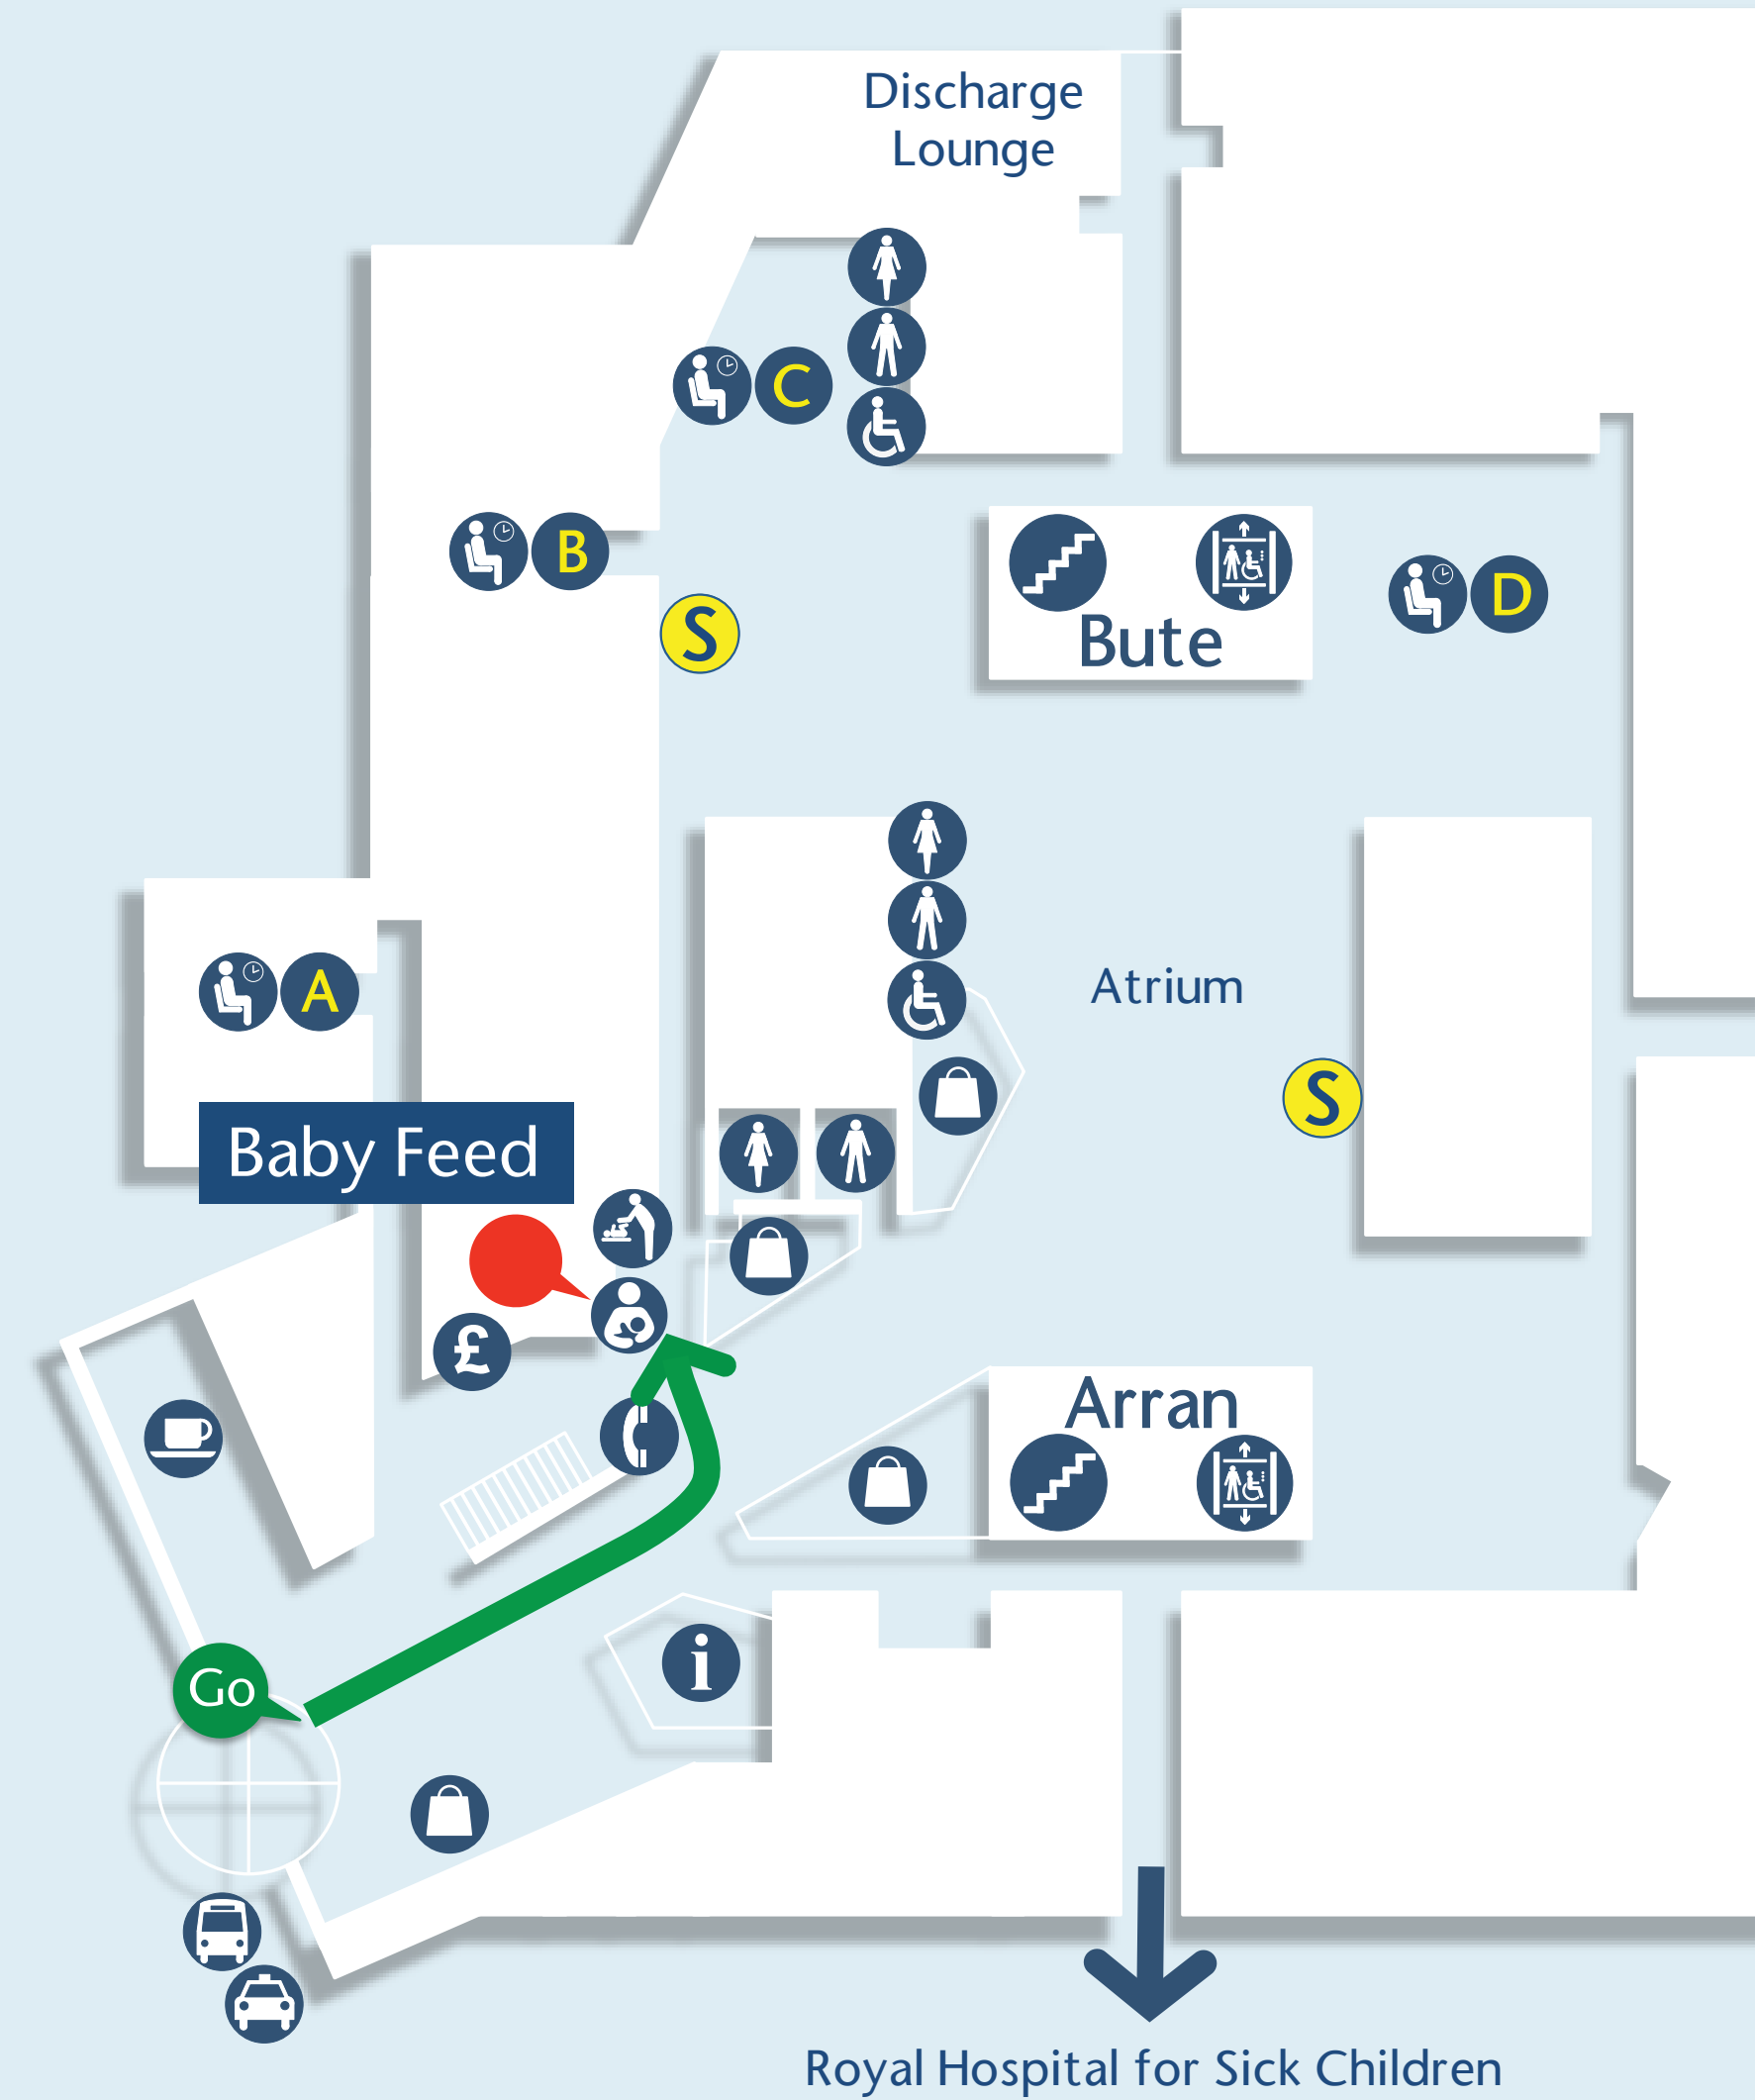 Discharge
Lounge
C
B
S
Bute
D
A
Atrium
S
Baby Feed
£
Arran
i
Go
Royal Hospital for Sick Children